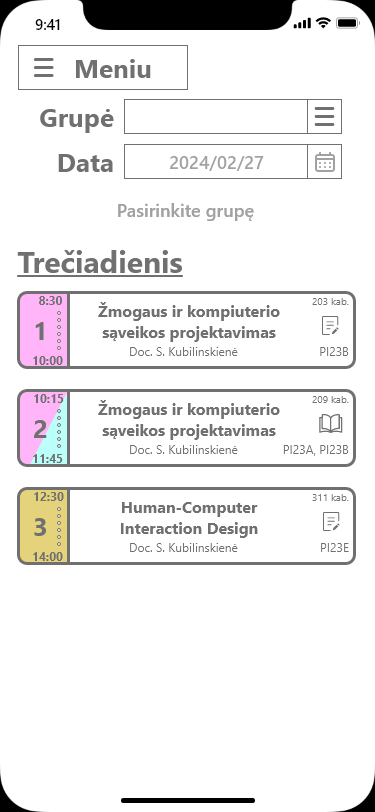 9:41
☰ Meniu
Grupė
Data 2024/02/27
Pasirinkite grupę
Trečiadienis
8:30
1
10:00
Žmogaus ir kompiuterio
sąveikos projektavimas
Doc. S. Kubilinskienė
203 kab.
PI23B
10:15
2
11:45
Žmogaus ir kompiuterio
sąveikos projektavimas
Doc. S. Kubilinskienė
209 kab.
PI23A, PI23B
12:30
3
14:00
Human-Computer
Interaction Design
Doc. S. Kubilinskienė
311 kab.
PI23E